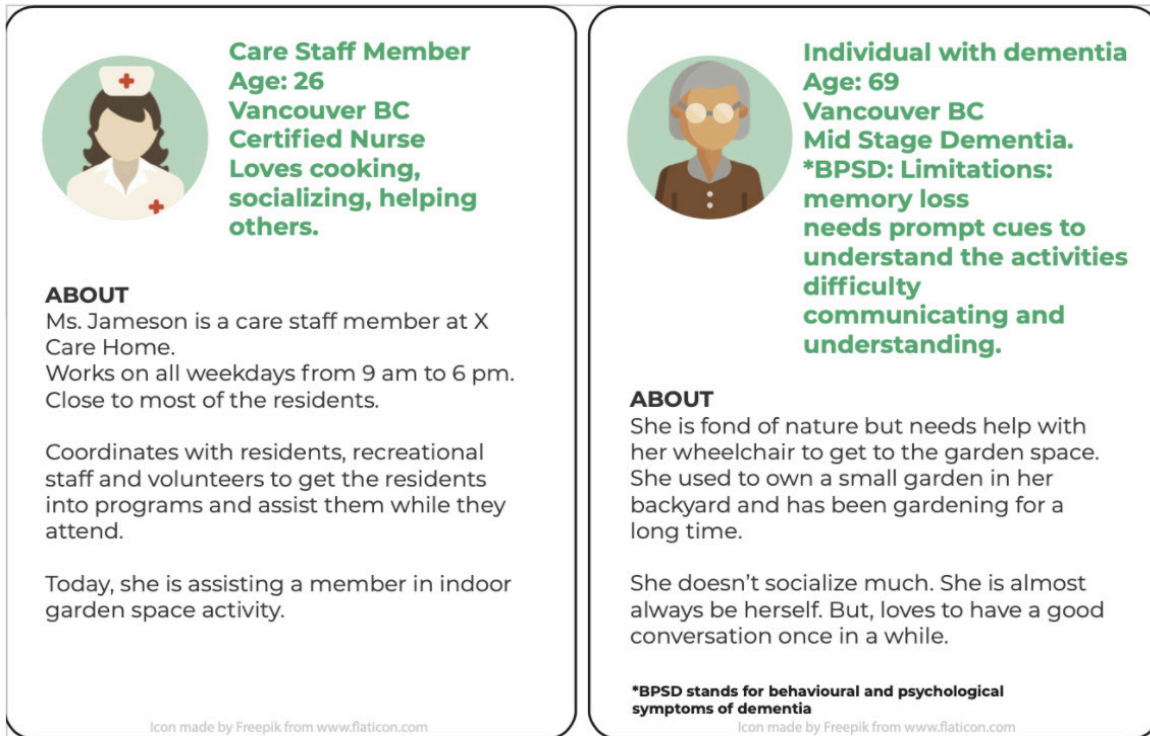 Care Staff Member
Age: 26
Vancouver BC
Certified Nurse
Loves cooking,
socializing, helping
others.
ABOUT
Ms. Jameson is a care staff member at X
Care Home.
Works on all weekdays from 9 am to 6 pm.
Close to most of the residents.
Coordinates with residents, recreational
staff and volunteers to get the residents
into programs and assist them while they
attend.
Today, she is assisting a member in indoor
garden space activity.
Icon made by Freepik from www.flaticon.com
Individual with dementia
Age: 69
Vancouver BC
Mid Stage Dementia.
*BPSD: Limitations:
memory loss
needs prompt cues to
understand the activities
difficulty
communicating and
understanding.
ABOUT
She is fond of nature but needs help with
her wheelchair to get to the garden space.
She used to own a small garden in her
backyard and has been gardening for a
long time.
She doesn't socialize much. She is almost
always be herself. But, loves to have a good
conversation once in a while.
*BPSD stands for behavioural and psychological
symptoms of dementia
Icon made by Freepik from www.flaticon.com